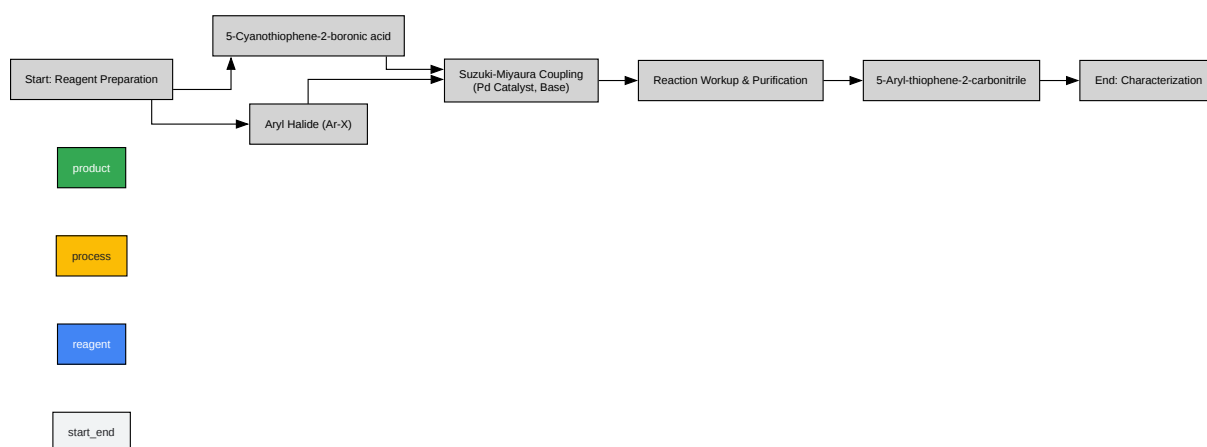 5-Cyanothiophene-2-boronic acid
Start: Reagent Preparation
Aryl Halide (Ar-X)
Suzuki-Miyaura Coupling
(Pd Catalyst, Base)
Reaction Workup & Purification
5-Aryl-thiophene-2-carbonitrile
End: Characterization
product
process
reagent
start_end